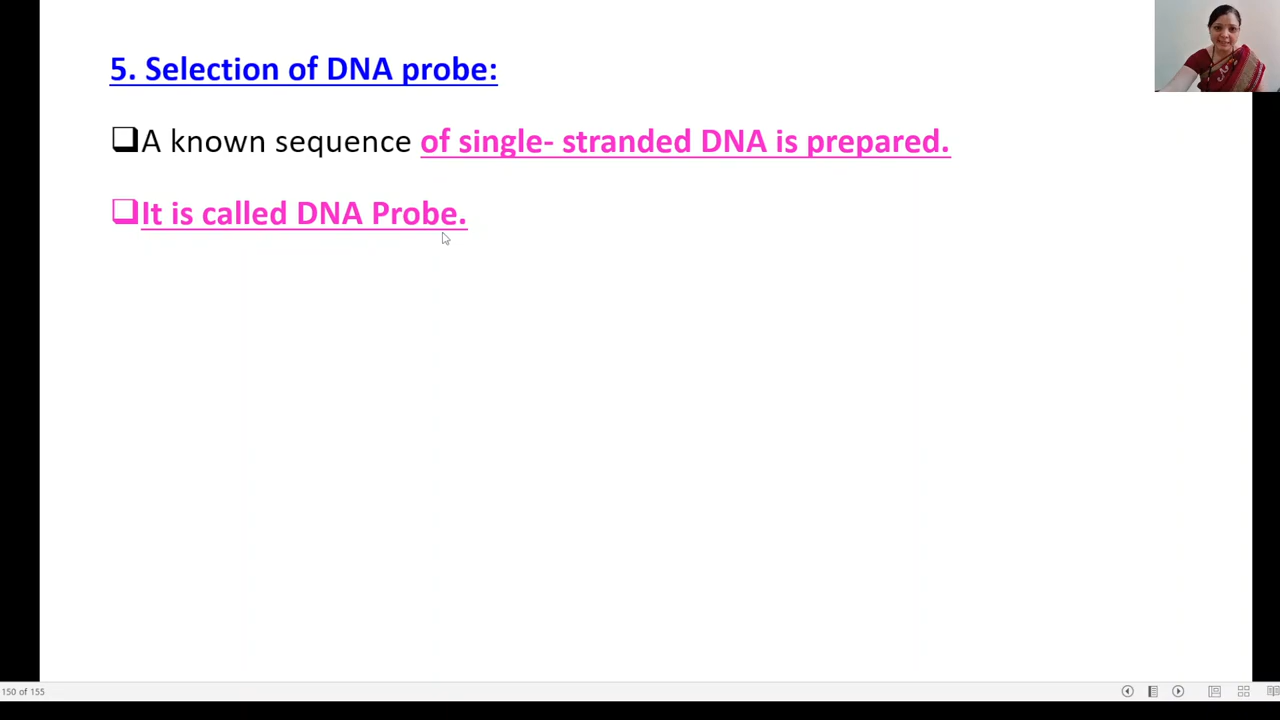 5. Selection of DNA probe:
❑A known sequence of single- stranded DNA is prepared.
❑It is called DNA Probe.
150 of 155